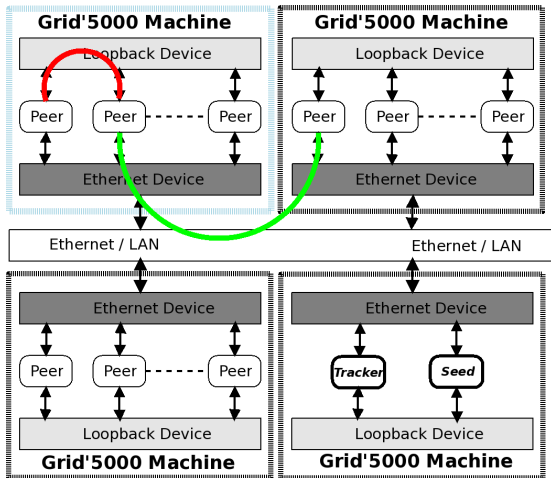 Grid'5000 Machine
Loopback Device
Peer Peer Peer
Ethernet Device
Grid'5000 Machine
Loopback Device
Peer Peer Peer
Ethernet Device
Ethernet / LAN Ethernet / LAN
Ethernet Device
Peer Peer Peer
Loopback Device
Grid'5000 Machine
Ethernet Device
Tracker Seed
Loopback Device
Grid'5000 Machine